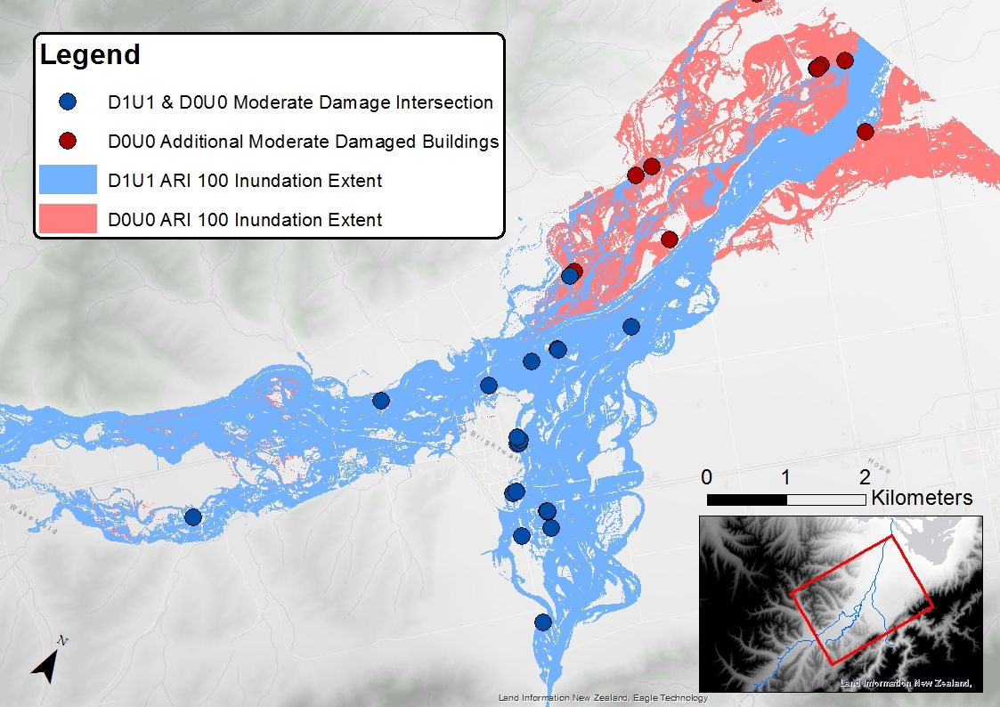 Legend
D1U1 & D0U0 Moderate Damage Intersection
D0U0 Additional Moderate Damaged Buildings
D1U1 ARI 100 Inundation Extent
D0U0 ARI 100 Inundation Extent
Brightwa
Hope
0 1 2
Kilometers
Wakefield
N
Land Information New Zealand,
Land Information New Zealand, Eagle Technology